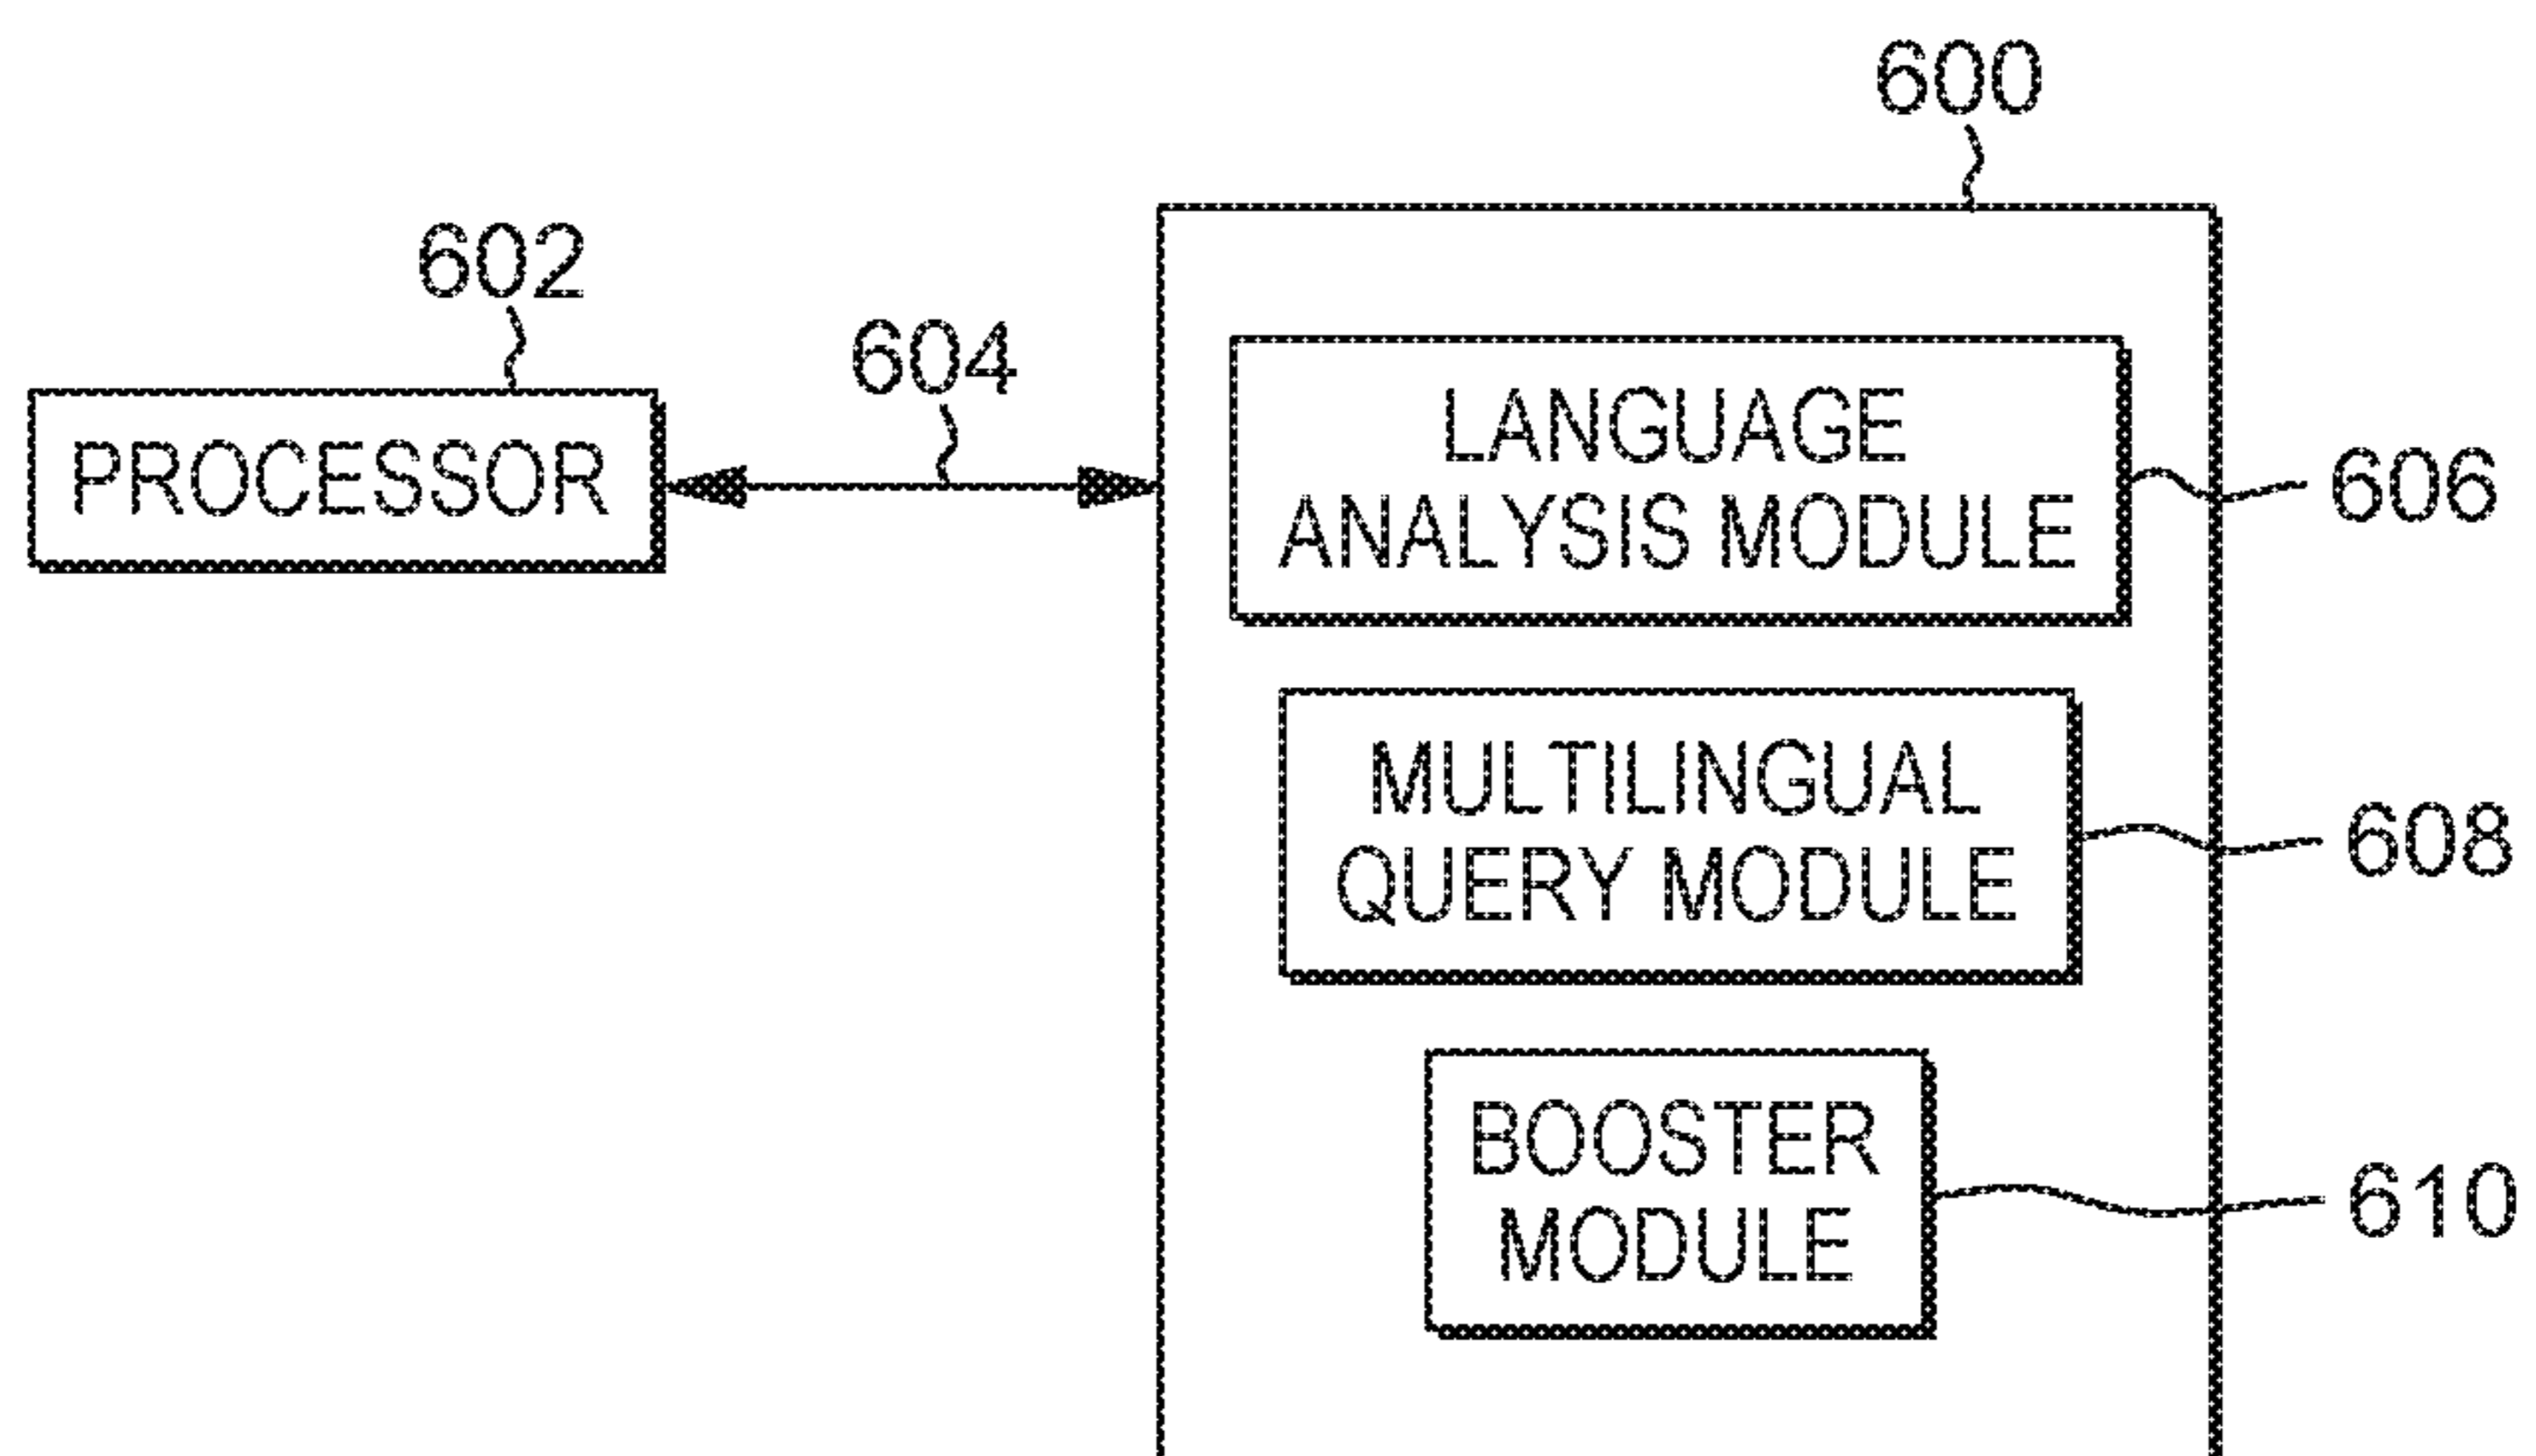 600
602
604
PROCESSOR
LANGUAGE
ANALYSIS MODULE
606
MULTILINGUAL
QUERY MODULE
608
BOOSTER
MODULE
610